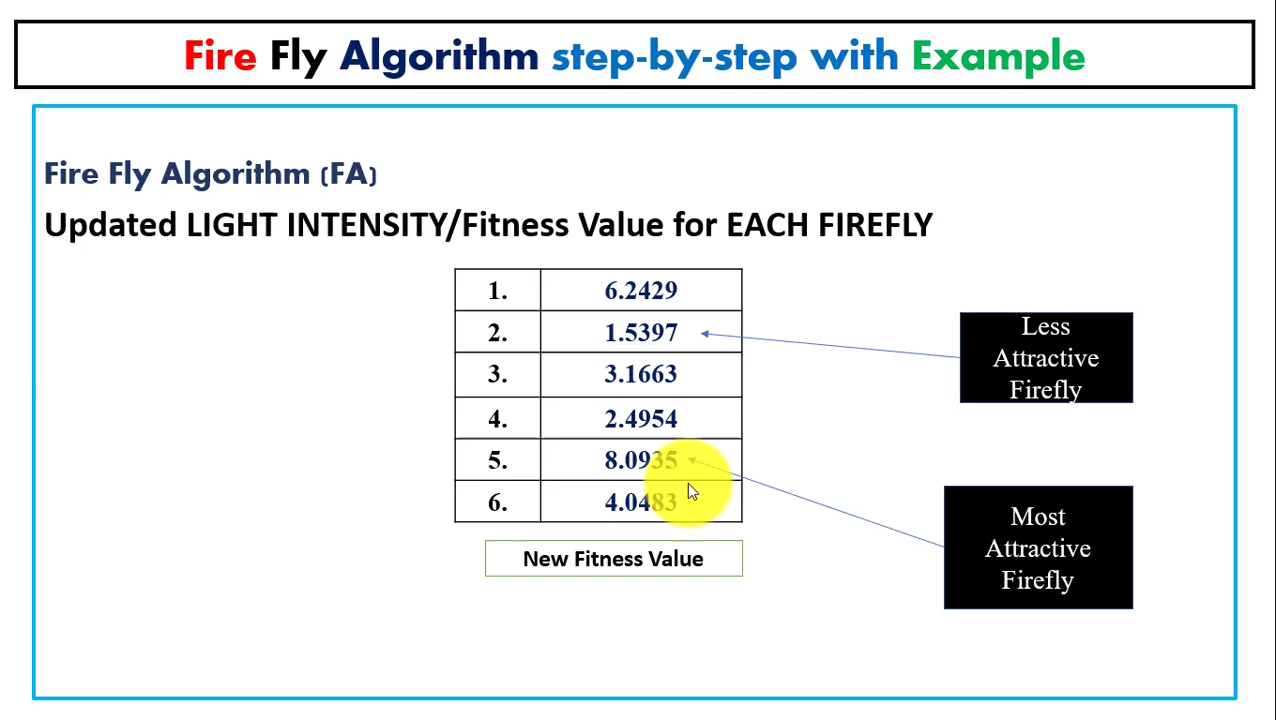 Fire Fly Algorithm step-by-step with Example
Fire Fly Algorithm (FA)
Updated LIGHT INTENSITY/Fitness Value for EACH FIREFLY
1. 6.2429
2. 1.5397
3. 3.1663
4. 2.4954
5. 8.0935
6. 4.0483
New Fitness Value
Less
Attractive
Firefly
Most
Attractive
Firefly